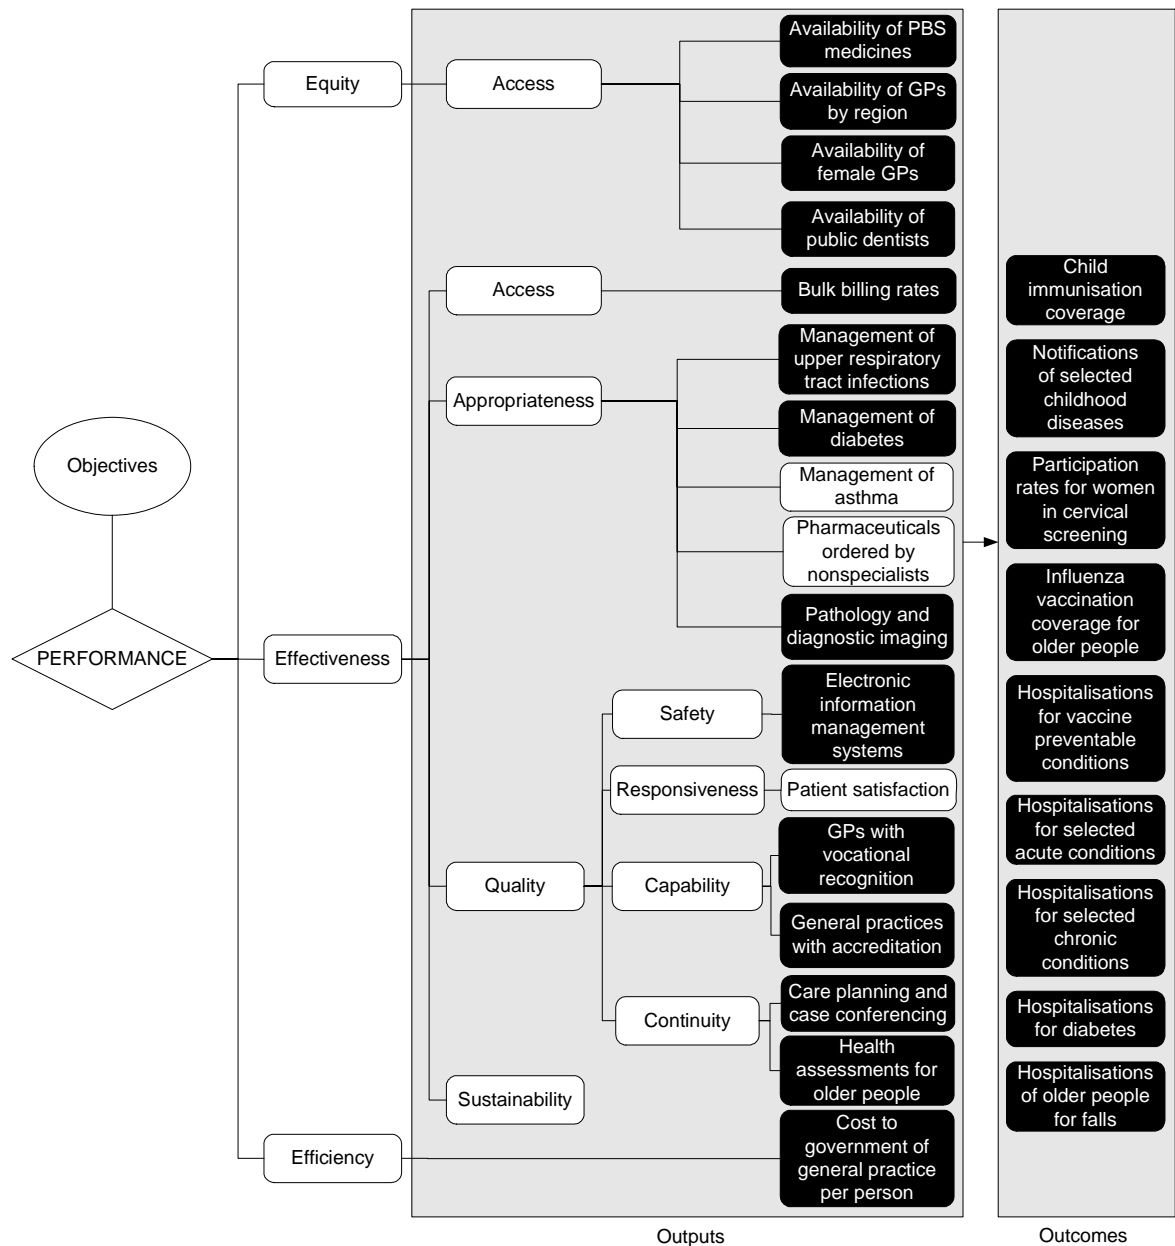 Objectives
PERFORMANCE
Equity
Effectiveness
Efficiency
Access
Access
Appropriateness
Quality
Sustainability
Safety
Responsiveness
Capability
Continuity
Availability of PBS
medicines
Availability of GPs
by region
Availability of
female GPs
Availability of
public dentists
Bulk billing rates
Management of
upper respiratory
tract infections
Management of
diabetes
Management of
asthma
Pharmaceuticals
ordered by
nonspecialists
Pathology and
diagnostic imaging
Electronic
information
management
systems
Patient satisfaction
GPs with
vocational
recognition
General practices
with accreditation
Care planning and
case conferencing
Health
assessments for
older people
Cost to
government of
general practice
per person
Outputs
Child
immunisation
coverage
Notifications
of selected
childhood
diseases
Participation
rates for women
in cervical
screening
Influenza
vaccination
coverage for
older people
Hospitalisations
for vaccine
preventable
conditions
Hospitalisations
for selected
acute conditions
Hospitalisations
for selected
chronic
conditions
Hospitalisations
for diabetes
Hospitalisations
of older people
for falls
Outcomes